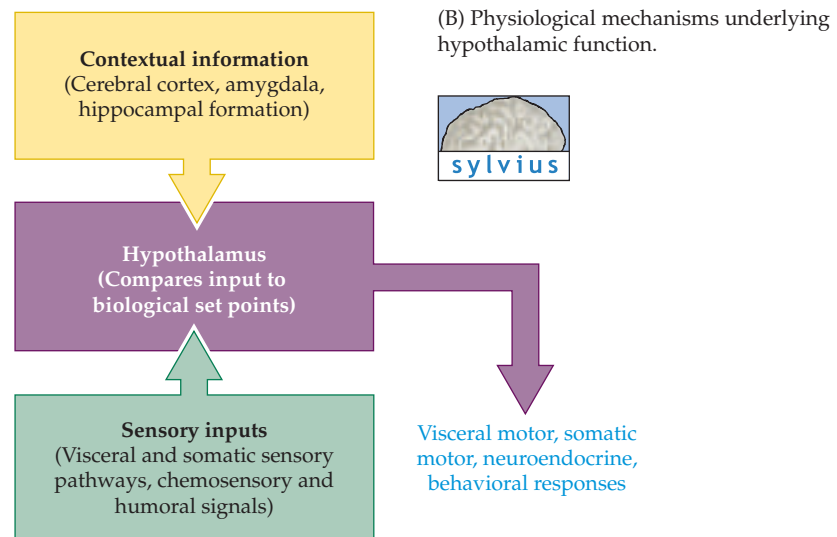 (B) Physiological mechanisms underlying
hypothalamic function.
sylvius
Contextual information
(Cerebral cortex, amygdala,
hippocampal formation)
Hypothalamus
(Compares input to
biological set points)
Sensory inputs
(Visceral and somatic sensory
pathways, chemosensory and
humoral signals)
Visceral motor, somatic
motor, neuroendocrine,
behavioral responses